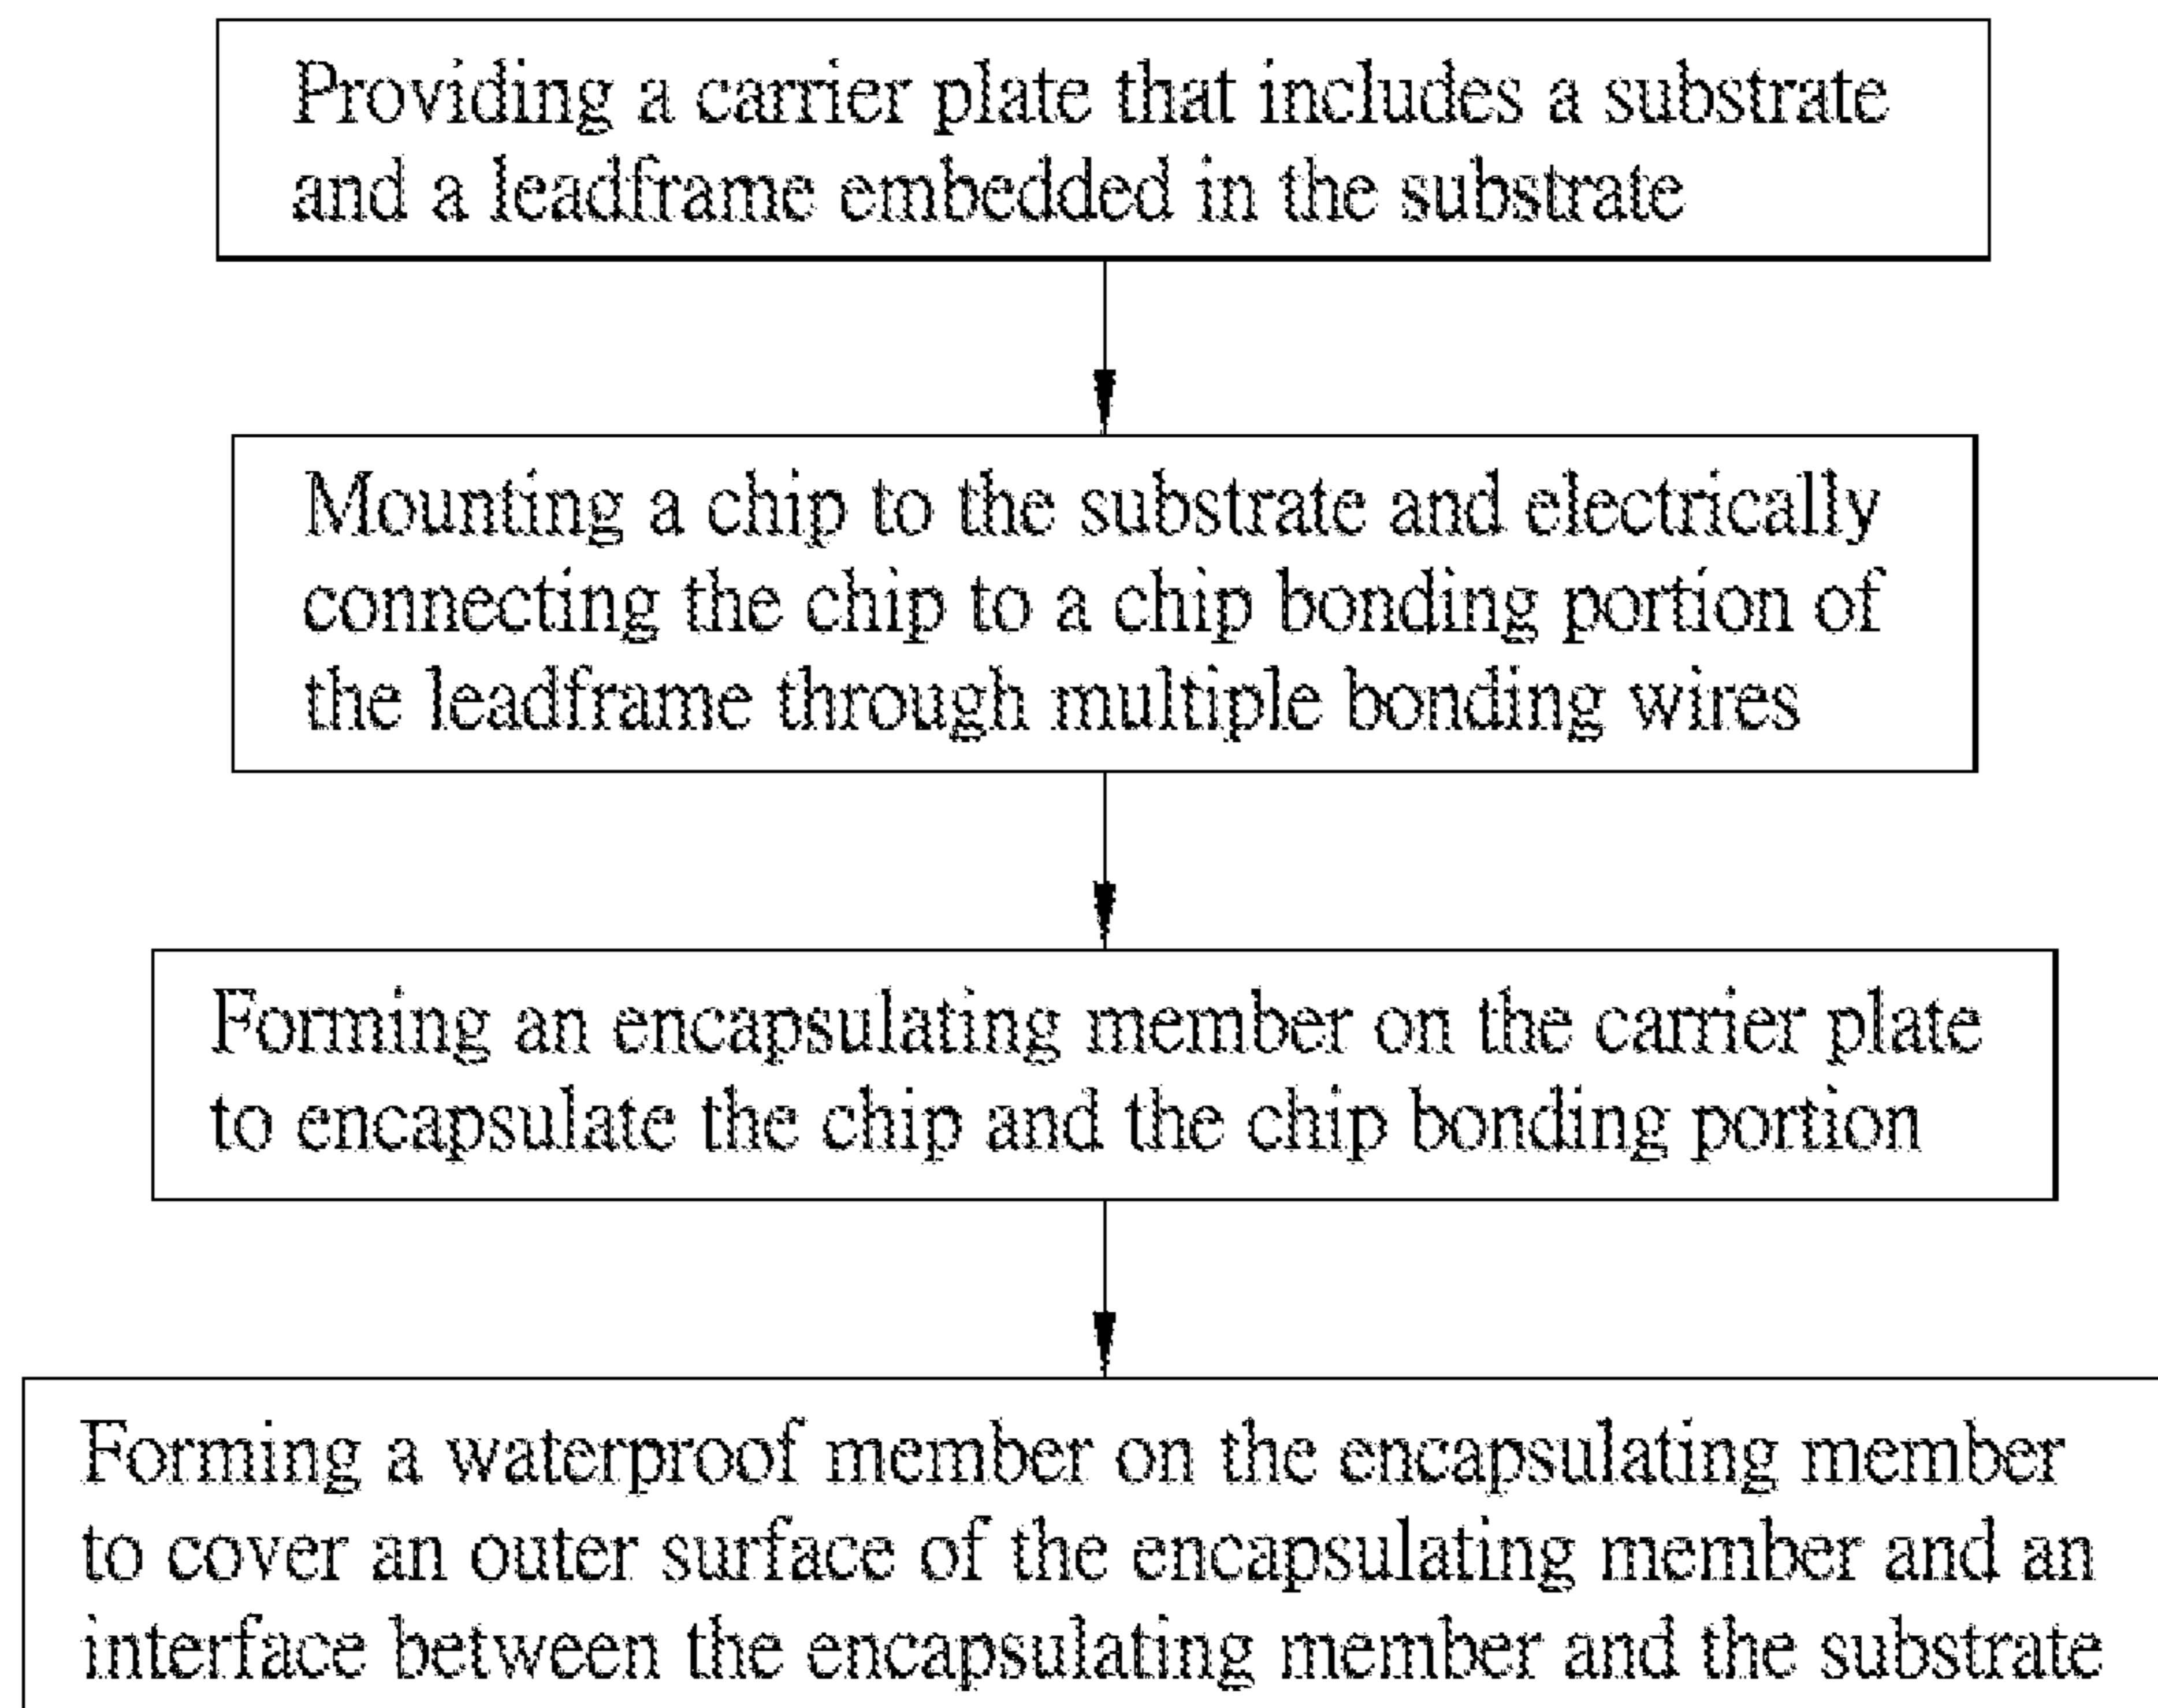 Providing a carrier plate that includes a substrate
and a leadframe embedded in the substrate
Mounting a chip to the substrate and electrically
connecting the chip to a chip bonding portion of
the leadframe through multiple bonding wires
Forming an encapsulating member on the carrier plate
to encapsulate the chip and the chip bonding portion
Forming a waterproof member on the encapsulating member
to cover an outer surface of the encapsulating member and an
interface between the encapsulating member and the substrate